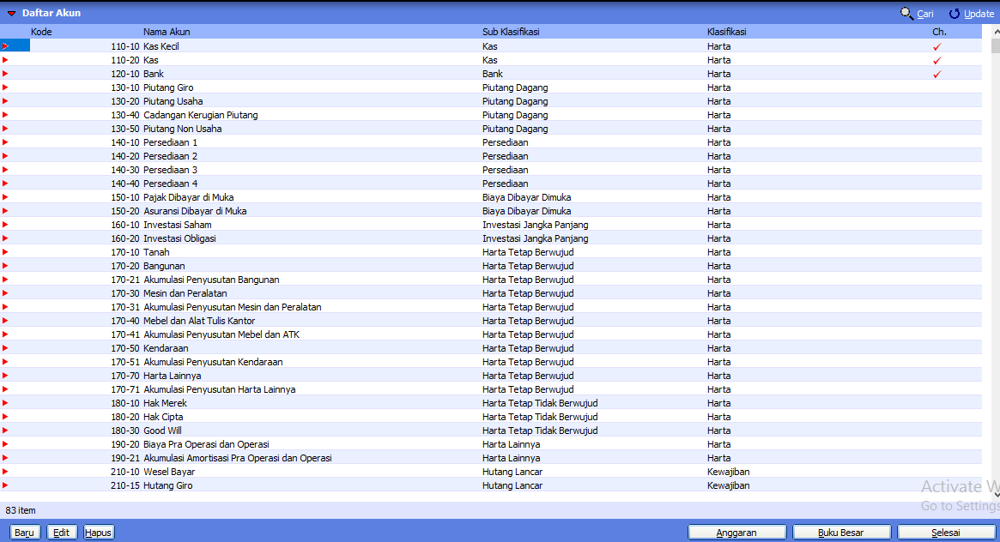 Daftar Akun Cari Update
Kode Nama Akun Sub Klasifikasi Klasifikasi Ch.
110-10 Kas Kecil Kas Harta
110-20 Kas Kas Harta
120-10 Bank Bank Harta
130-10 Piutang Giro Piutang Dagang Harta
130-20 Piutang Usaha Piutang Dagang Harta
130-40 Cadangan Kerugian Piutang Piutang Dagang Harta
130-50 Piutang Non Usaha Piutang Dagang Harta
140-10 Persediaan 1 Persediaan Harta
140-20 Persediaan 2 Persediaan Harta
140-30 Persediaan 3 Persediaan Harta
140-40 Persediaan 4 Persediaan Harta
150-10 Pajak Dibayar di Muka Biaya Dibayar Dimuka Harta
150-20 Asuransi Dibayar di Muka Biaya Dibayar Dimuka Harta
160-10 Investasi Saham Investasi Jangka Panjang Harta
160-20 Investasi Obligasi Investasi Jangka Panjang Harta
170-10 Tanah Harta Tetap Berwujud Harta
170-20 Bangunan Harta Tetap Berwujud Harta
170-21 Akumulasi Penyusutan Bangunan Harta Tetap Berwujud Harta
170-30 Mesin dan Peralatan Harta Tetap Berwujud Harta
170-31 Akumulasi Penyusutan Mesin dan Peralatan Harta Tetap Berwujud Harta
170-40 Mebel dan Alat Tulis Kantor Harta Tetap Berwujud Harta
170-41 Akumulasi Penyusutan Mebel dan ATK Harta Tetap Berwujud Harta
170-50 Kendaraan Harta Tetap Berwujud Harta
170-51 Akumulasi Penyusutan Kendaraan Harta Tetap Berwujud Harta
170-70 Harta Lainnya Harta Tetap Berwujud Harta
170-71 Akumulasi Penyusutan Harta Lainnya Harta Tetap Berwujud Harta
180-10 Hak Merek Harta Tetap Tidak Berwujud Harta
180-20 Hak Cipta Harta Tetap Tidak Berwujud Harta
180-30 Good Will Harta Tetap Tidak Berwujud Harta
190-20 Biaya Pra Operasi dan Operasi Harta Lainnya Harta
190-21 Akumulasi Amortisasi Pra Operasi dan Operasi Harta Lainnya Harta
210-10 Wesel Bayar Hutang Lancar Kewajiban
210-15 Hutang Giro Hutang Lancar Kewajiban
Activate W
Go to Settings
83 item
Baru Edit Hapus Anggaran Buku Besar Selesai